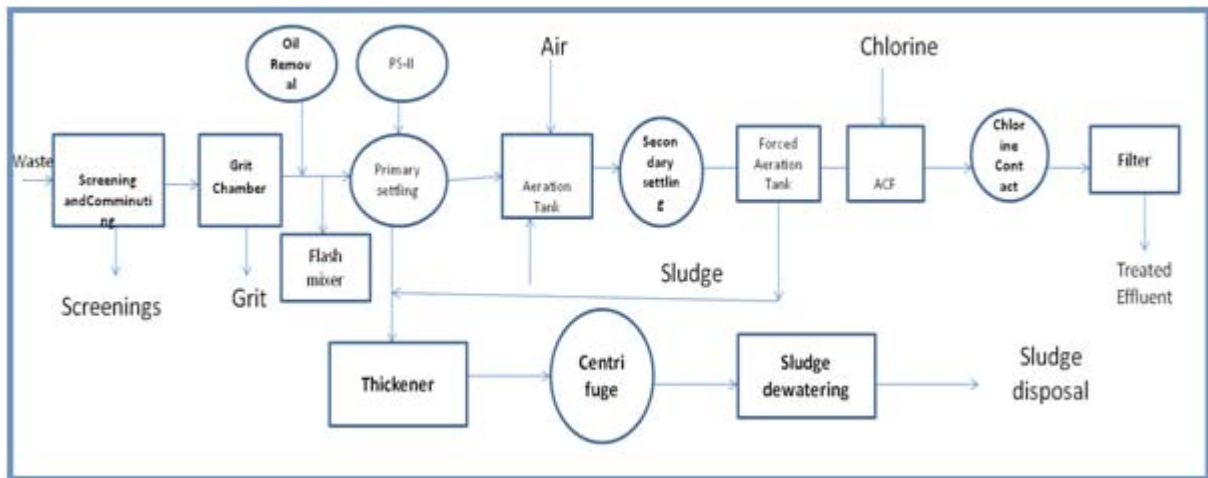 Oil
Remov
al
PS-II
Air
Chlorine
Waste
Screening
andComminuti
ng
Grit
Chamber
Primary
settling
Aeration
Tank
Secon
dary settlin
g
Forced
Aeration
Tank
ACF
Chlor
ine
Cont
act
Filter
Flash
mixer
Screenings
Grit
Sludge
Treated
Effluent
Thickener
Centri
fuge
Sludge
dewatering
Sludge
disposal